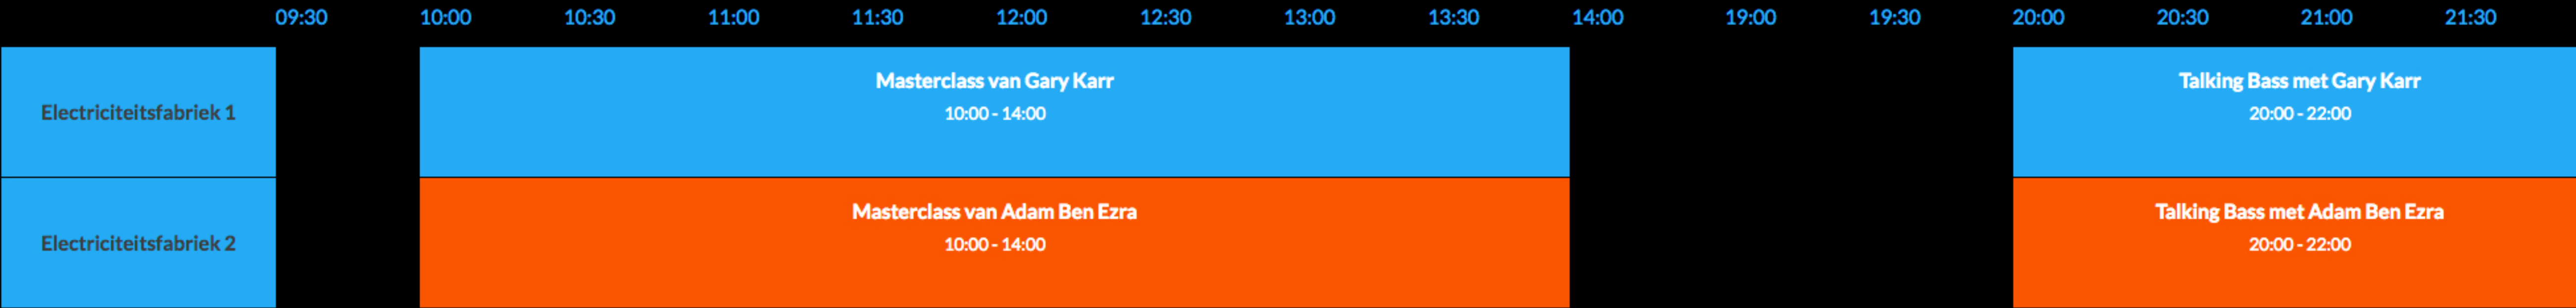 09:30 10:00 10:30 11:00 11:30 12:00 12:30 13:00 13:30 14:00 19:00 19:30 20:00 20:30 21:00 21:30
Electriciteitsfabriek 1
Masterclass van Gary Karr
10:00 - 14:00
Talking Bass met Gary Karr
20:00 - 22:00
Electriciteitsfabriek 2
Masterclass van Adam Ben Ezra
10:00 - 14:00
Talking Bass met Adam Ben Ezra
20:00 - 22:00